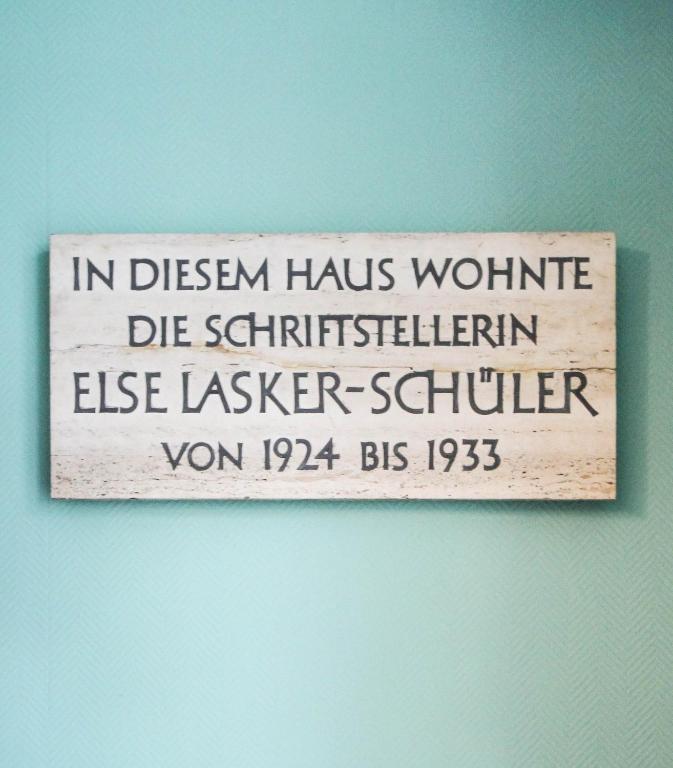 IN DIESEM HAUS WOHNTE
DIE SCHRIFTSTELLERIN
ELSE LASKER-SCHÜLER
VON 1924 BIS 1933